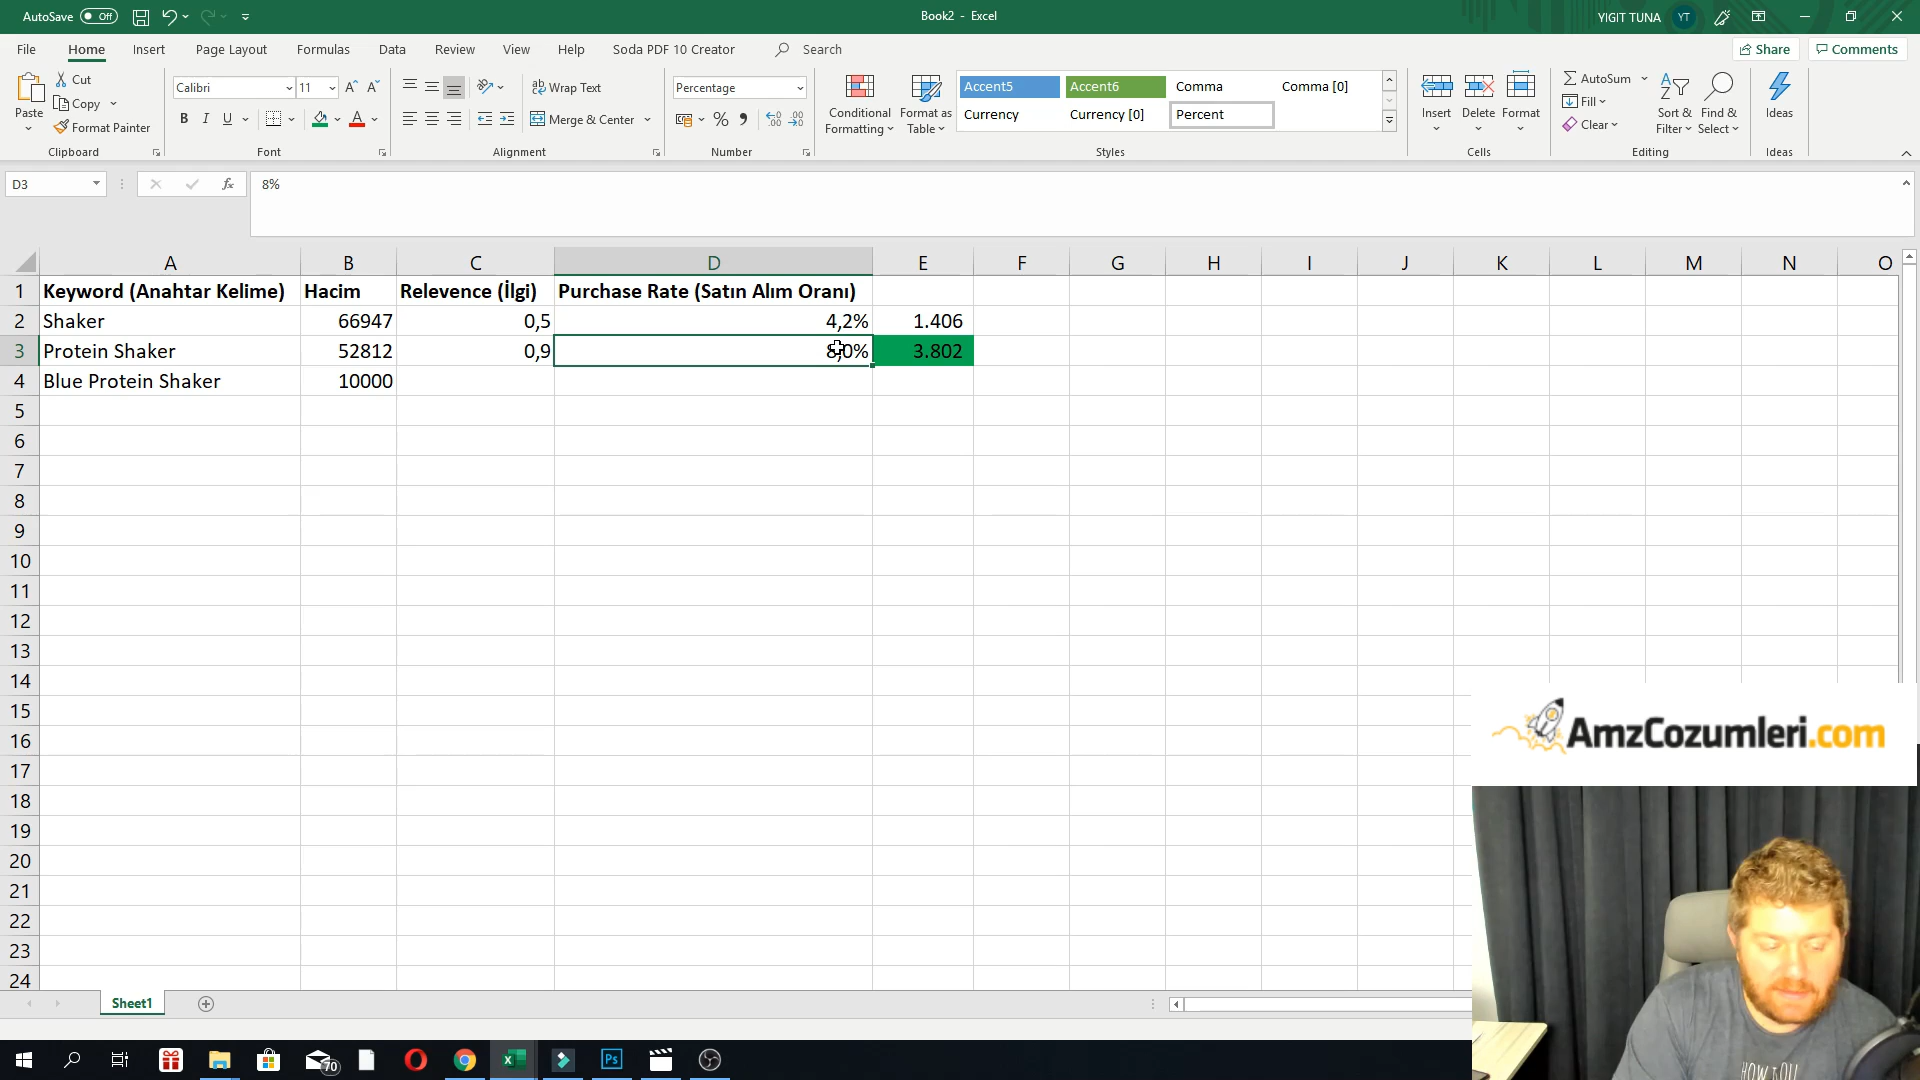 AutoSave Off Book2 - Excel YIGIT TUNA YT
File Home Insert Page Layout Formulas Data Review View Help Soda PDF 10 Creator Search Share Comments
Paste Cut Copy Format Painter Clipboard
Calibri 11 B I U A Font
Wrap Text Merge & Center Alignment
Percentage % Number
Conditional Formatting Format as Table
Accent5 Accent6 Comma Comma [0]
Currency Currency [0] Percent
Styles
Insert Delete Format Cells
AutoSum Fill Clear Sort & Filter Find & Select Editing
Ideas Ideas
D3 fx 8%
A B C D E F G H I J K L M N O
1 Keyword (Anahtar Kelime) Hacim Relevence (İlgi) Purchase Rate (Satın Alım Oranı)
2 Shaker 66947 0,5 4,2% 1.406
3 Protein Shaker 52812 0,9 8,0% 3.802
4 Blue Protein Shaker 10000
5
6
7
8
9
10
11
12
13
14
15
16
17
18
19
20
21
22
23
24
AmzCozumleri.com
Sheet1
70
Ps